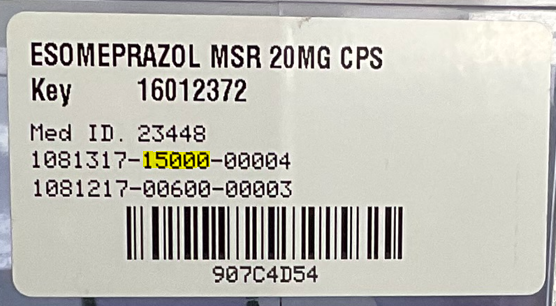 ESOMEPRAZOL MSR 20MG CPS
Key 16012372
Med ID. 23448
1081317-15000-00004
1081217-00600-00003
907C4D54